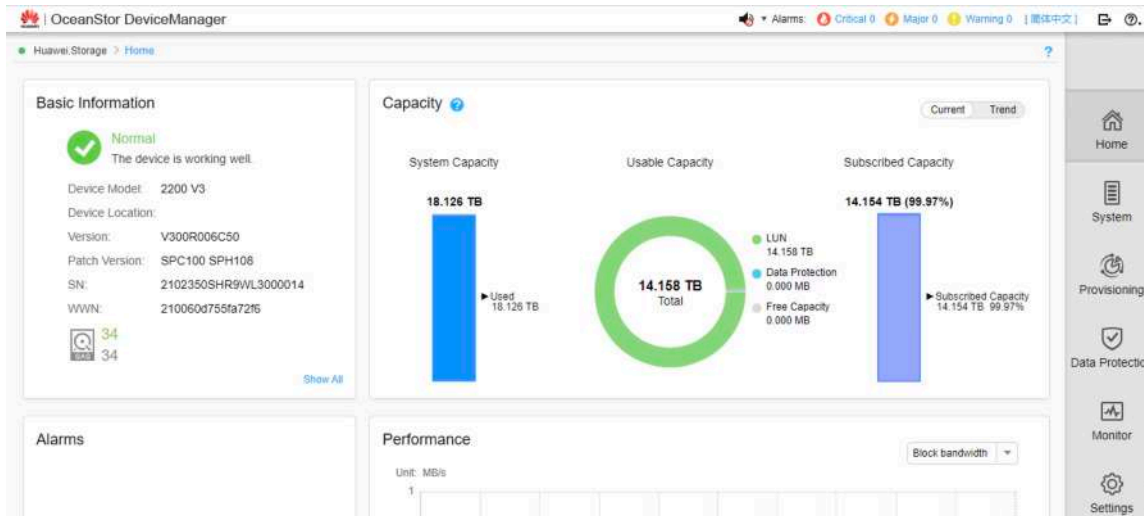 OceanStor DeviceManager
Alarms: Critical 0 Major 0 Warning 0 [简体中文]
Huawei.Storage > Home
?
Basic Information
Normal
The device is working well.
Device Model: 2200 V3
Device Location:
Version: V300R006C50
Patch Version: SPC100 SPH108
SN: 2102350SHR9WL3000014
WWN: 210060d755fa72f6
34
34
Show All
Capacity ?
Current Trend
System Capacity
18.126 TB
Used
18.126 TB
Usable Capacity
14.158 TB
Total
LUN
14.158 TB
Data Protection
0.000 MB
Free Capacity
0.000 MB
Subscribed Capacity
14.154 TB (99.97%)
Subscribed Capacity
14.154 TB 99.97%
Alarms
Performance
Block bandwidth
Unit: MB/s
1
Home
System
Provisioning
Data Protectio
Monitor
Settings